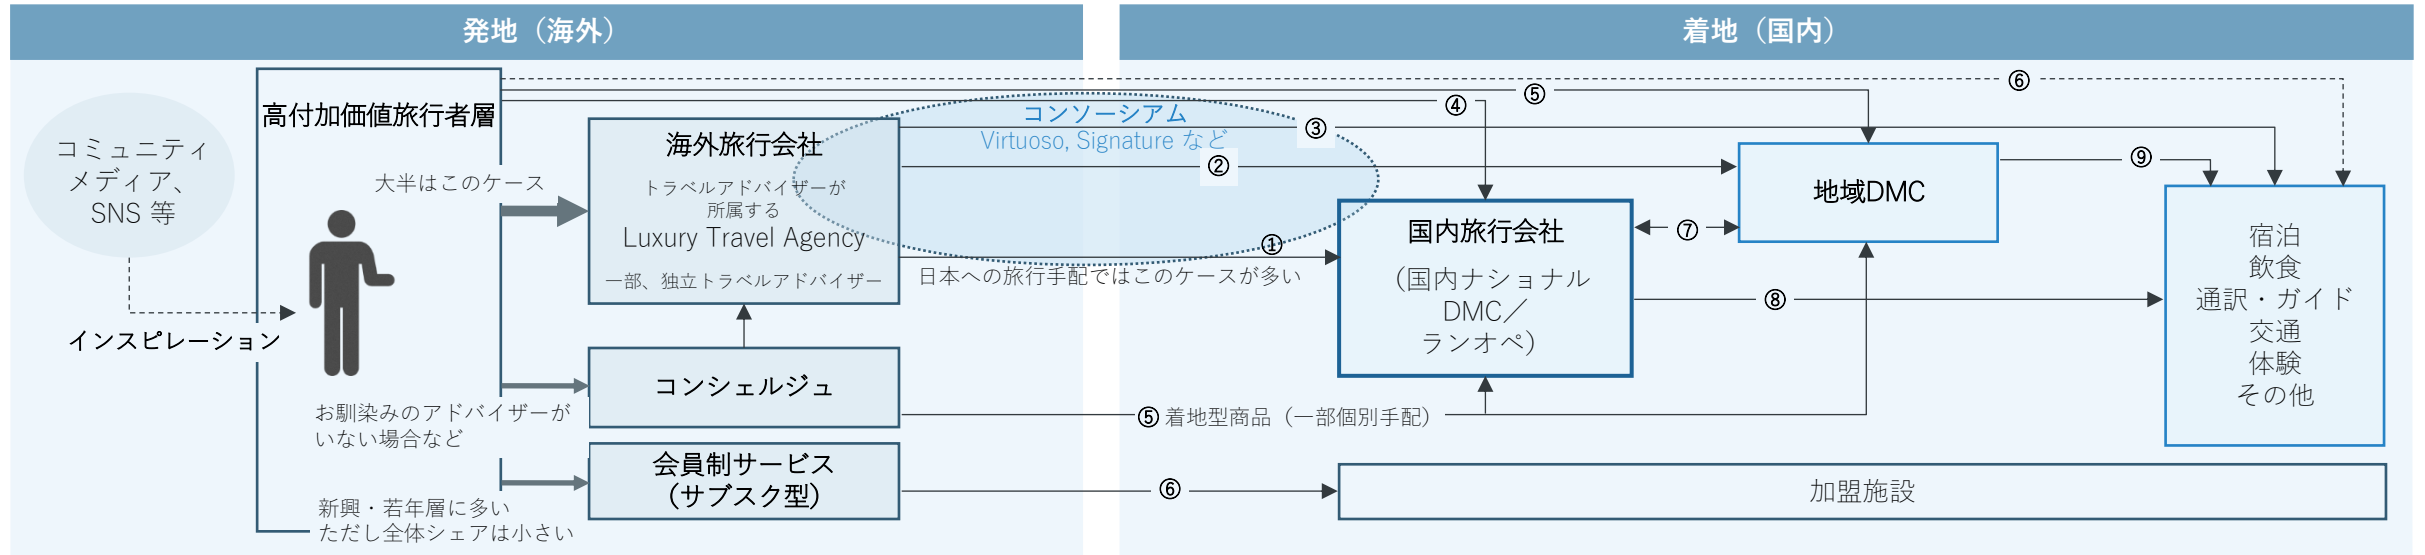 発地（海外）
着地（国内）
コミュニティ
メディア、
SNS 等
インスピレーション
高付加価値旅行者層
大半はこのケース
お馴染みのアドバイザーが
いない場合など
新興・若年層に多い
ただし全体シェアは小さい
海外旅行会社
トラベルアドバイザーが
所属する
Luxury Travel Agency
一部、独立トラベルアドバイザー
コンシェルジュ
会員制サービス
（サブスク型）
コンソーシアム
Virtuoso, Signature など
⑥
⑤
④
③
②
①
日本への旅行手配ではこのケースが多い
国内旅行会社
（国内ナショナル
DMC／
ランオペ）
⑦
地域DMC
⑨
⑧
宿泊
飲食
通訳・ガイド
交通
体験
その他
⑤ 着地型商品（一部個別手配）
⑥
加盟施設